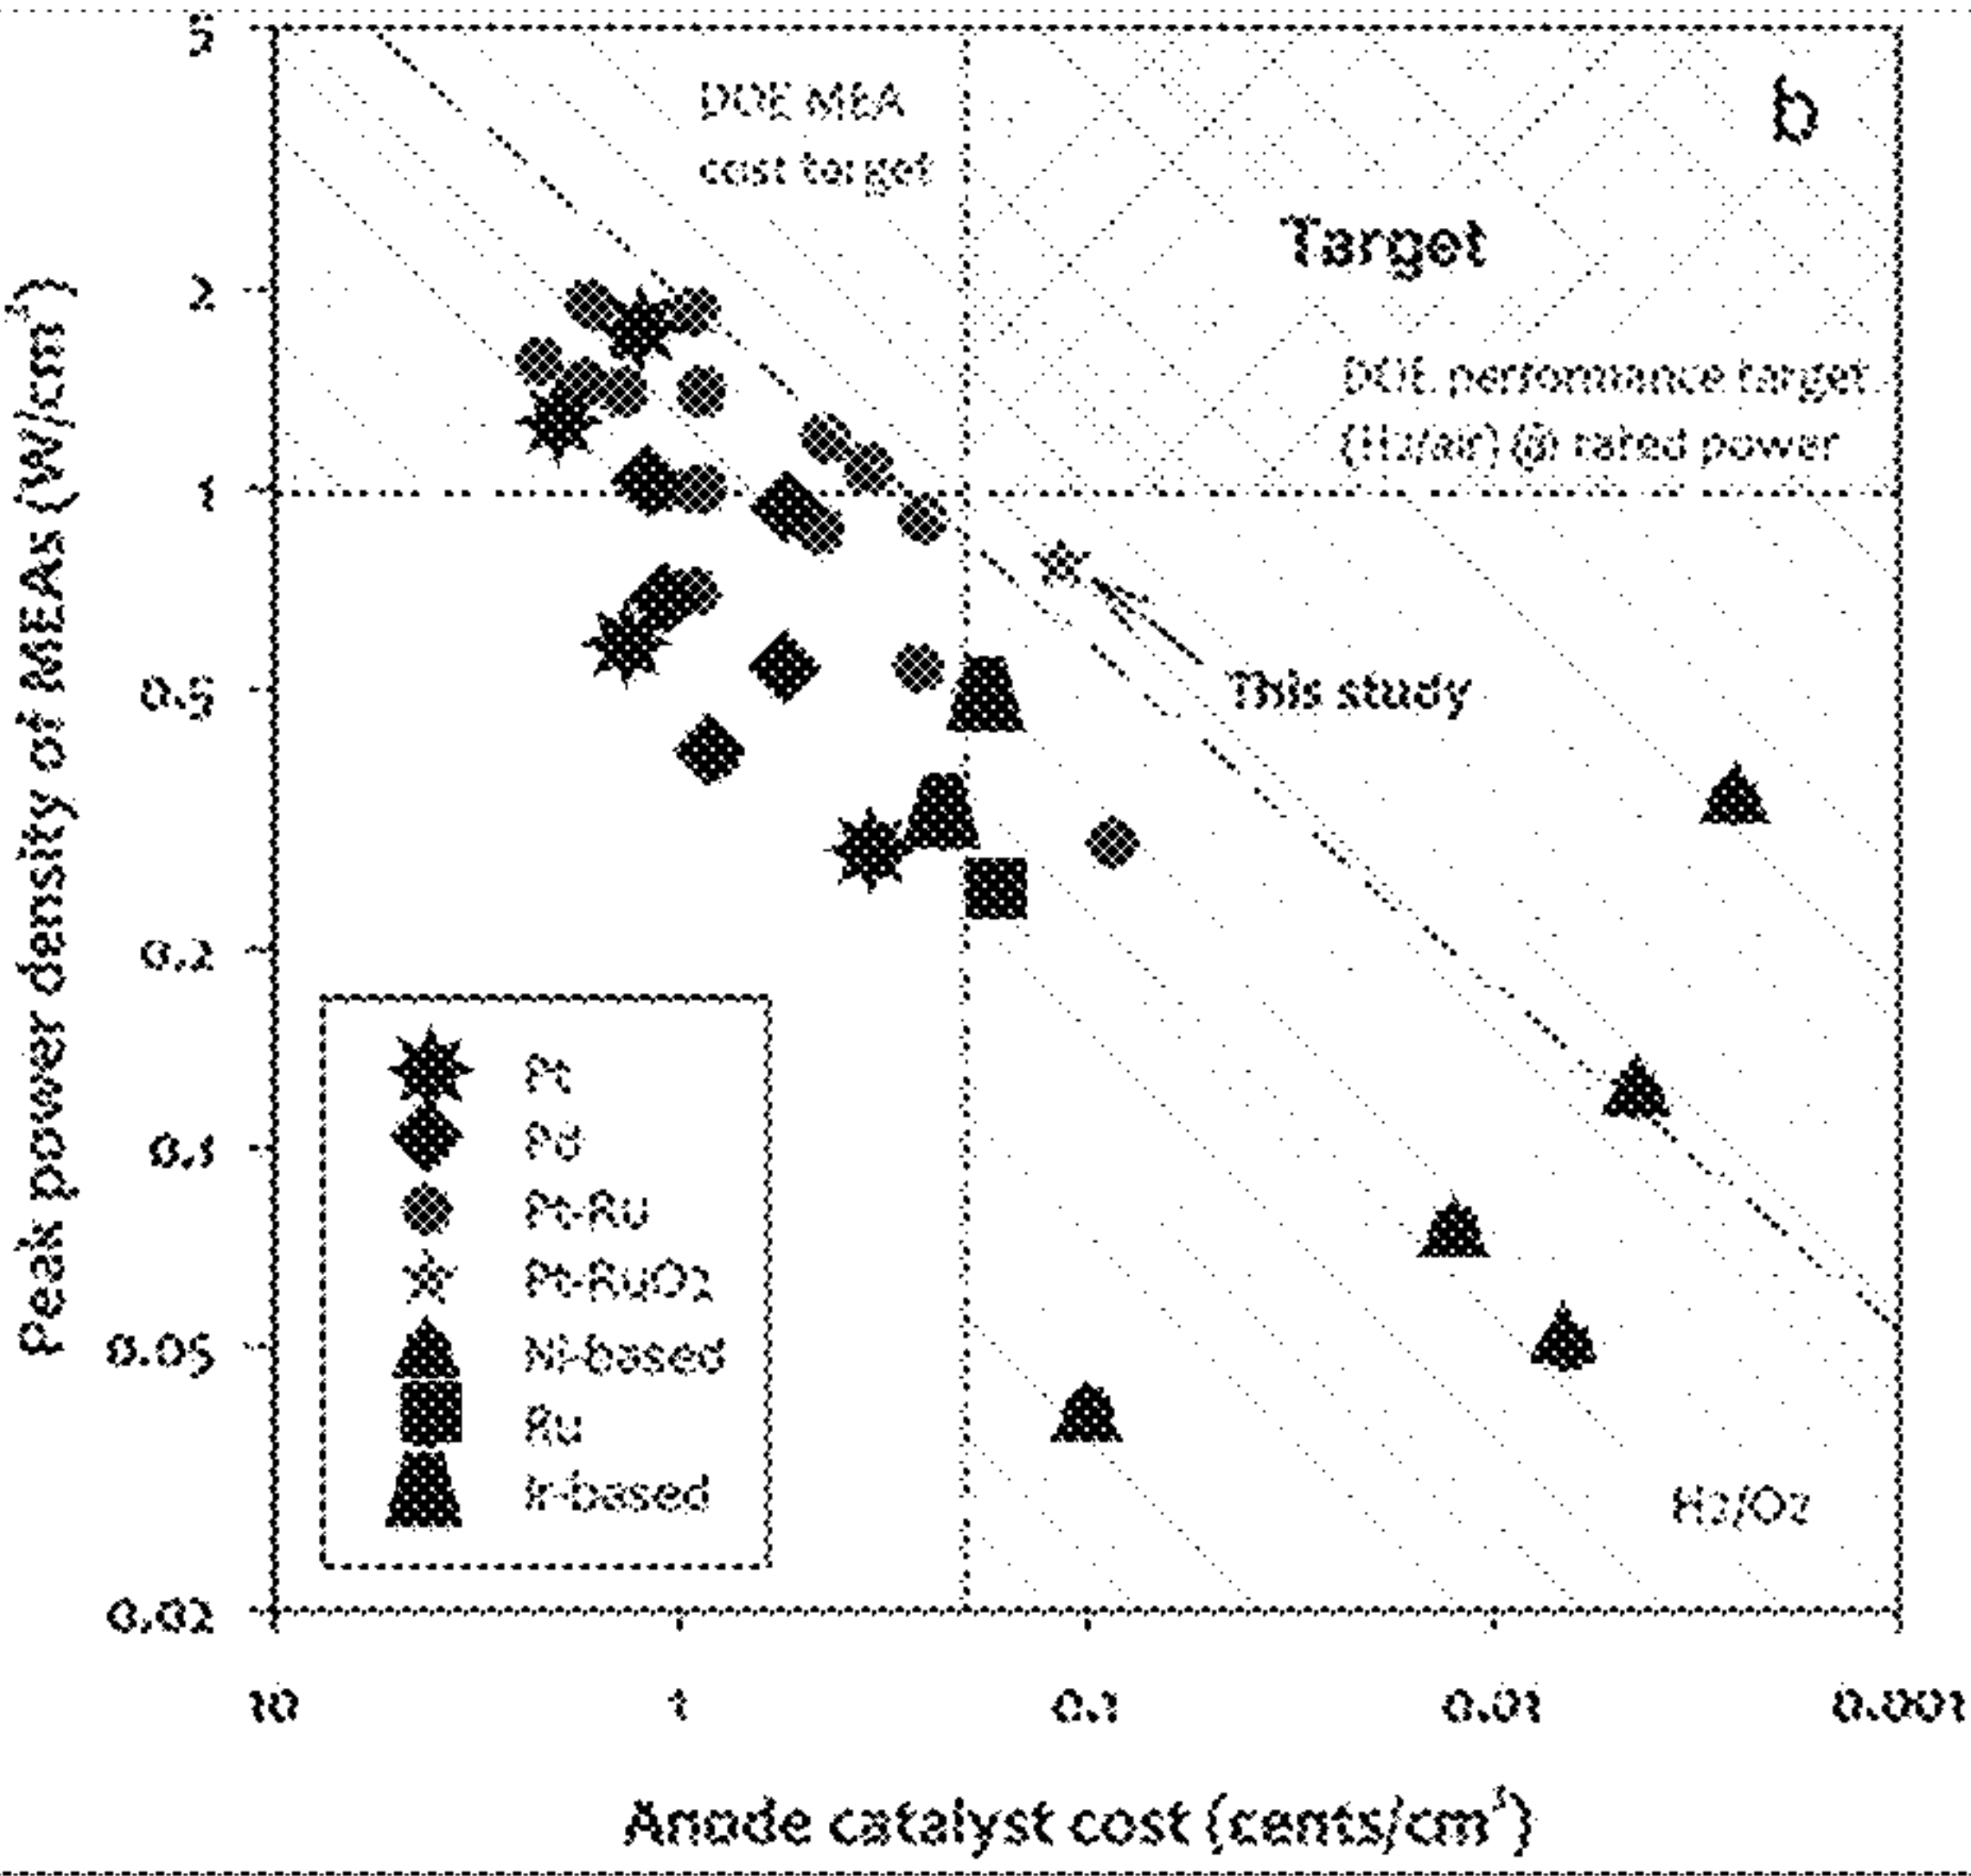 5
DOE MEA
cost target
b
Target
2
DOE performance target
(H2/air) @ rated power
1
This study
0.5
0.2
0.1
0.05
0.02
Pt
Pd
Pt-Ru
Pt-RuO2
Ni-based
Ru
Ir-based
H2/O2
10 1 0.1 0.01 0.001
Anode catalyst cost (cents/cm²)
Peak power density of MEAs (W/cm²)